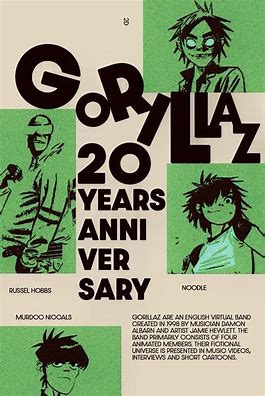 GORILLAZ
20
YEARS
ANNI
VER
SARY
RUSSEL HOBBS
NOODLE
MURDOC NICCALS
GORILLAZ ARE AN ENGLISH VIRTUAL BAND
CREATED IN 1998 BY MUSICIAN DAMON
ALBARN AND ARTIST JAMIE HEWLETT. THE
BAND PRIMARILY CONSISTS OF FOUR
ANIMATED MEMBERS. THEIR FICTIONAL
UNIVERSE IS PRESENTED IN MUSIC VIDEOS,
INTERVIEWS AND SHORT CARTOONS.